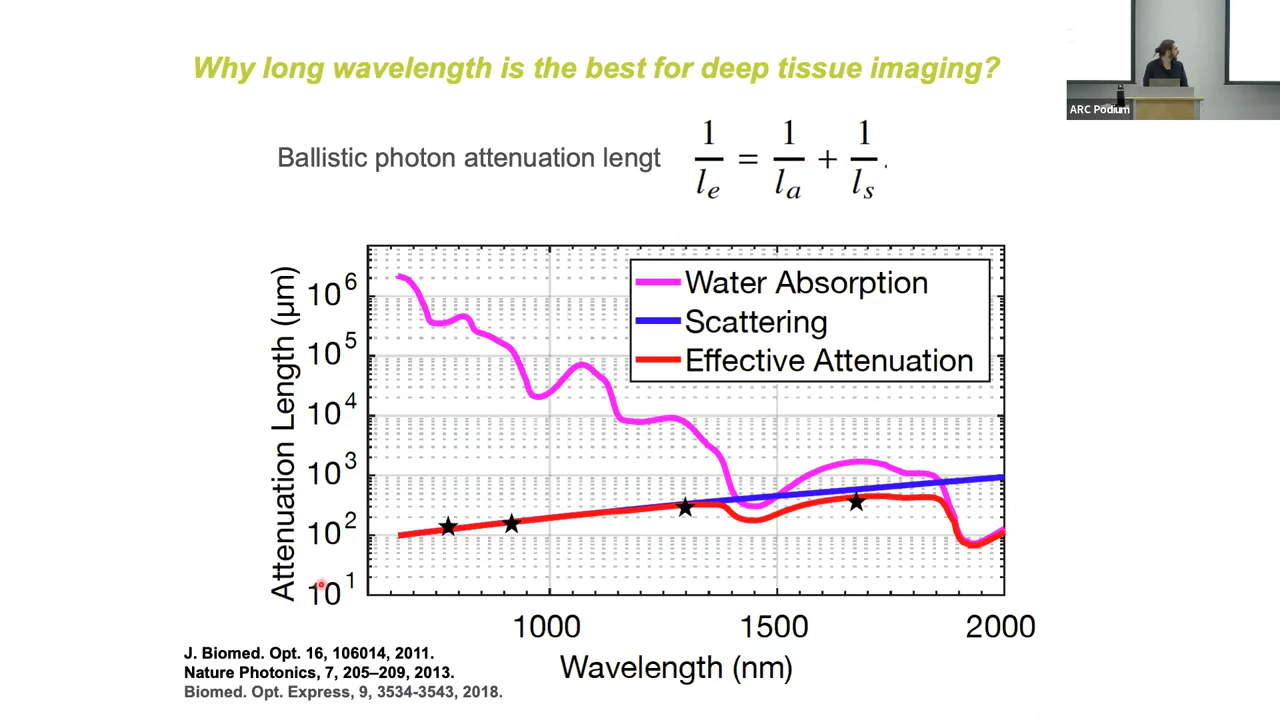 Why long wavelength is the best for deep tissue imaging?
ARC Podium
Ballistic photon attenuation lengt
1/l_e = 1/l_a + 1/l_s.
Water Absorption
Scattering
Effective Attenuation
Attenuation Length (μm)
10^6
10^5
10^4
10^3
10^2
10^1
1000 1500 2000
Wavelength (nm)
J. Biomed. Opt. 16, 106014, 2011.
Nature Photonics, 7, 205–209, 2013.
Biomed. Opt. Express, 9, 3534-3543, 2018.